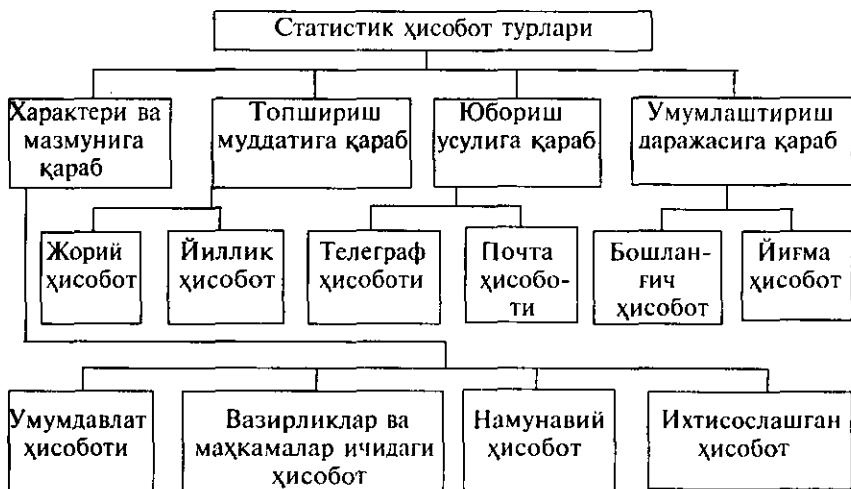 Статистик ҳисобот турлари
Характери ва
мазмунига
қараб
Топшириш
муддатига қараб
Юбориш
усулига қараб
Умумлаштириш
даражасига қараб
Жорий
ҳисобот
Йиллик
ҳисобот
Телеграф
ҳисоботи
Почта
ҳисобо-
ти
Бошлан-
ғич
ҳисобот
Йиғма
ҳисобот
Умумдавлат
ҳисоботи
Вазирликлар ва
маҳкамалар ичидаги
ҳисобот
Намунавий
ҳисобот
Ихтисослашган
ҳисобот